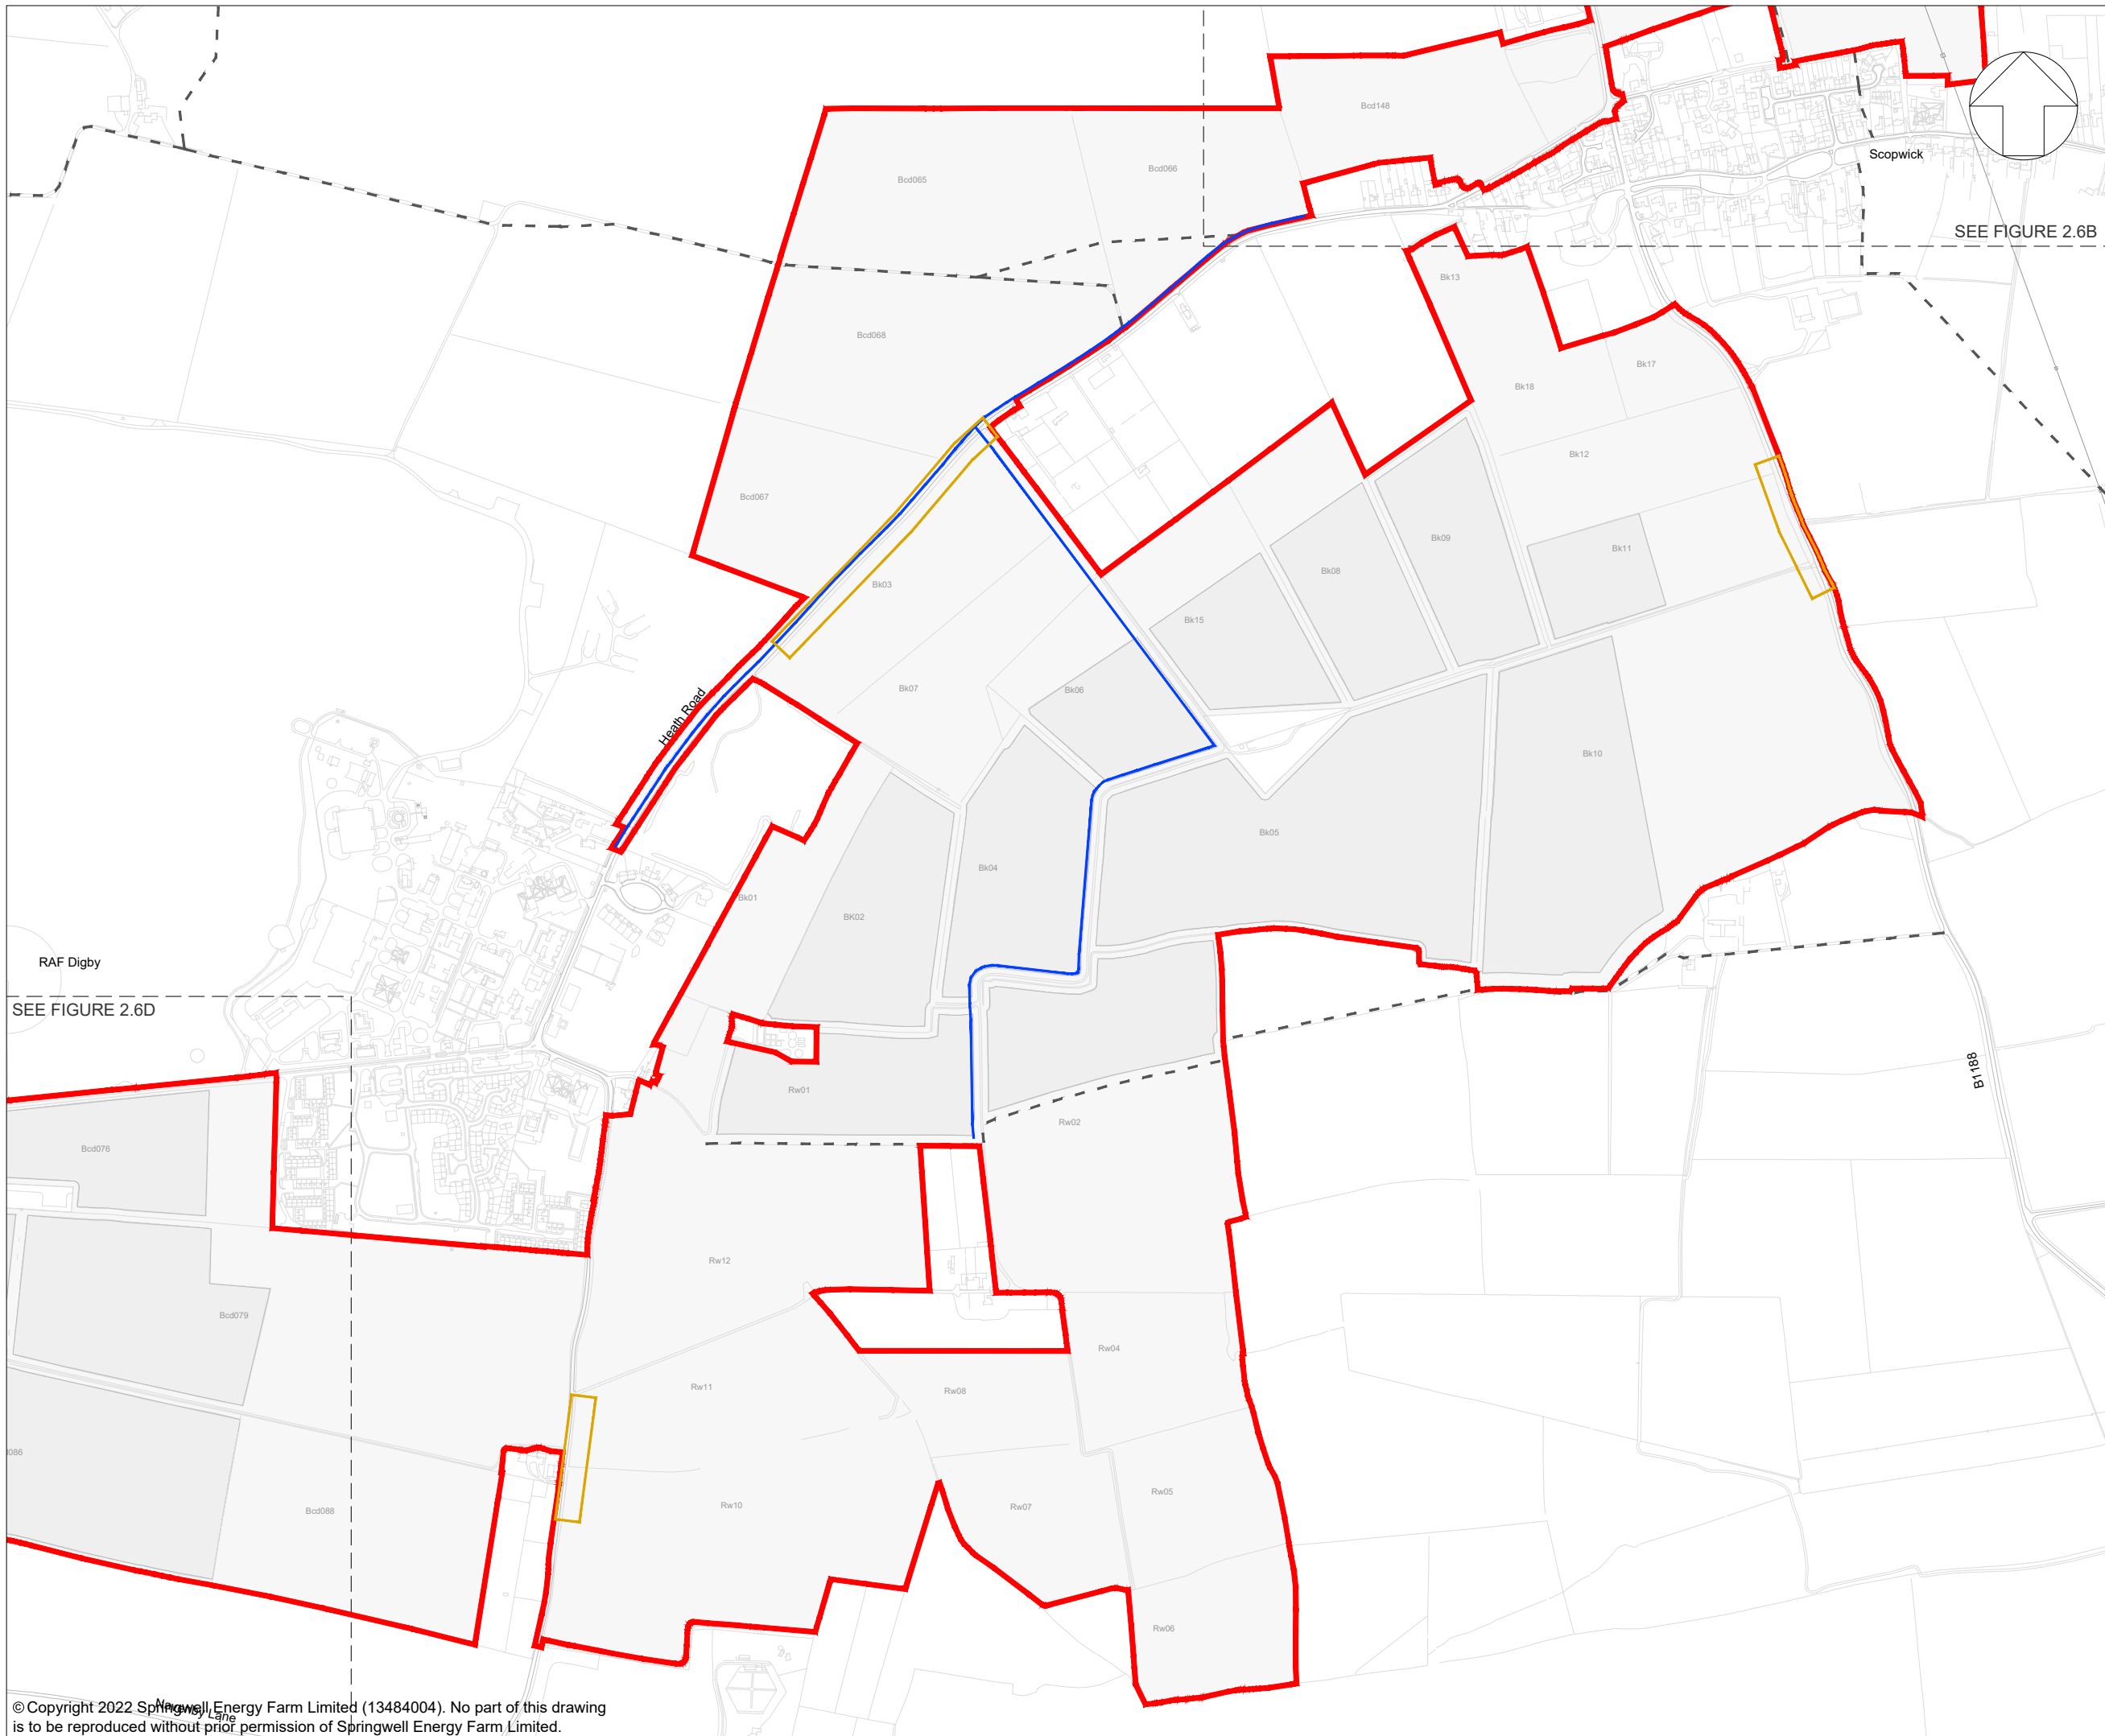 Bcd148
Scopwick
Bcd066
Bcd065
SEE FIGURE 2.6B
Bk13
Bcd068
Bk17
Bk18
Bk12
Bcd067
Bk09
Bk11
Bk08
Bk03
Bk15
Bk07
Bk06
Heath Road
Bk10
Bk05
Bk04
Bk01
BK02
RAF Digby
SEE FIGURE 2.6D
B1188
Rw01
Rw02
Bcd076
Rw12
Bcd079
Rw04
Rw11
Rw08
086
Rw05
Rw10
Rw07
Bcd088
Rw06
Navenby Lane
© Copyright 2022 Springwell Energy Farm Limited (13484004). No part of this drawing
is to be reproduced without prior permission of Springwell Energy Farm Limited.